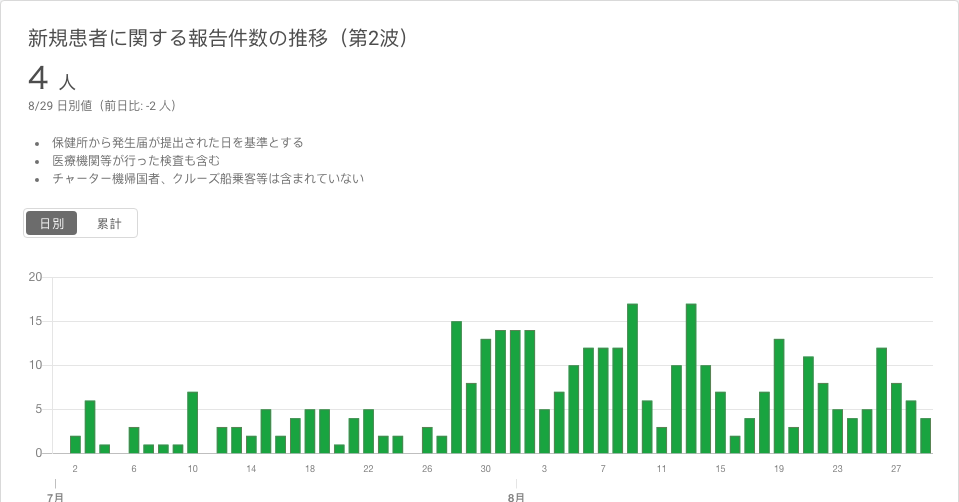 新規患者に関する報告件数の推移（第2波）
4 人
8/29 日別値（前日比: -2 人）
保健所から発生届が提出された日を基準とする
医療機関等が行った検査も含む
チャーター機帰国者、クルーズ船乗客等は含まれていない
日別 累計
20
15
10
5
0
2 6 10 14 18 22 26 30 3 7 11 15 19 23 27
7月 8月